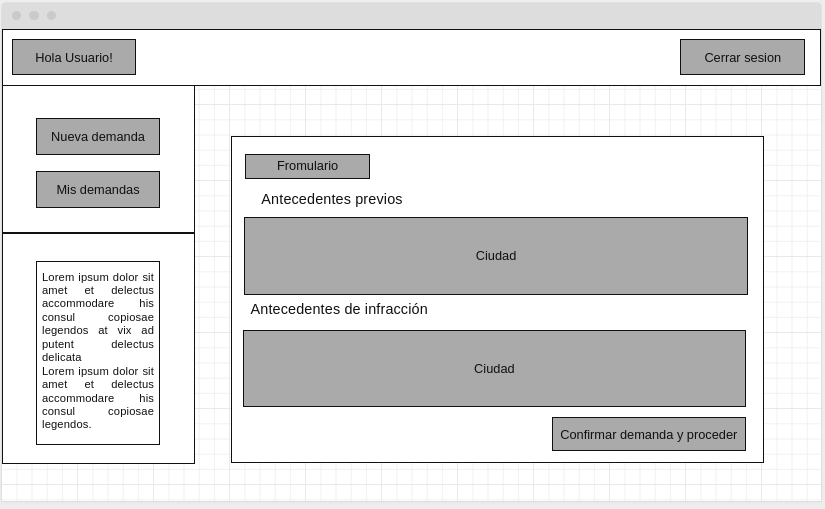 Hola Usuario!
Cerrar sesion
Nueva demanda
Mis demandas
Lorem ipsum dolor sit
amet et delectus
accommodare his
consul copiosae
legendos at vix ad
putent delectus
delicata
Lorem ipsum dolor sit
amet et delectus
accommodare his
consul copiosae
legendos.
Fromulario
Antecedentes previos
Ciudad
Antecedentes de infracción
Ciudad
Confirmar demanda y proceder